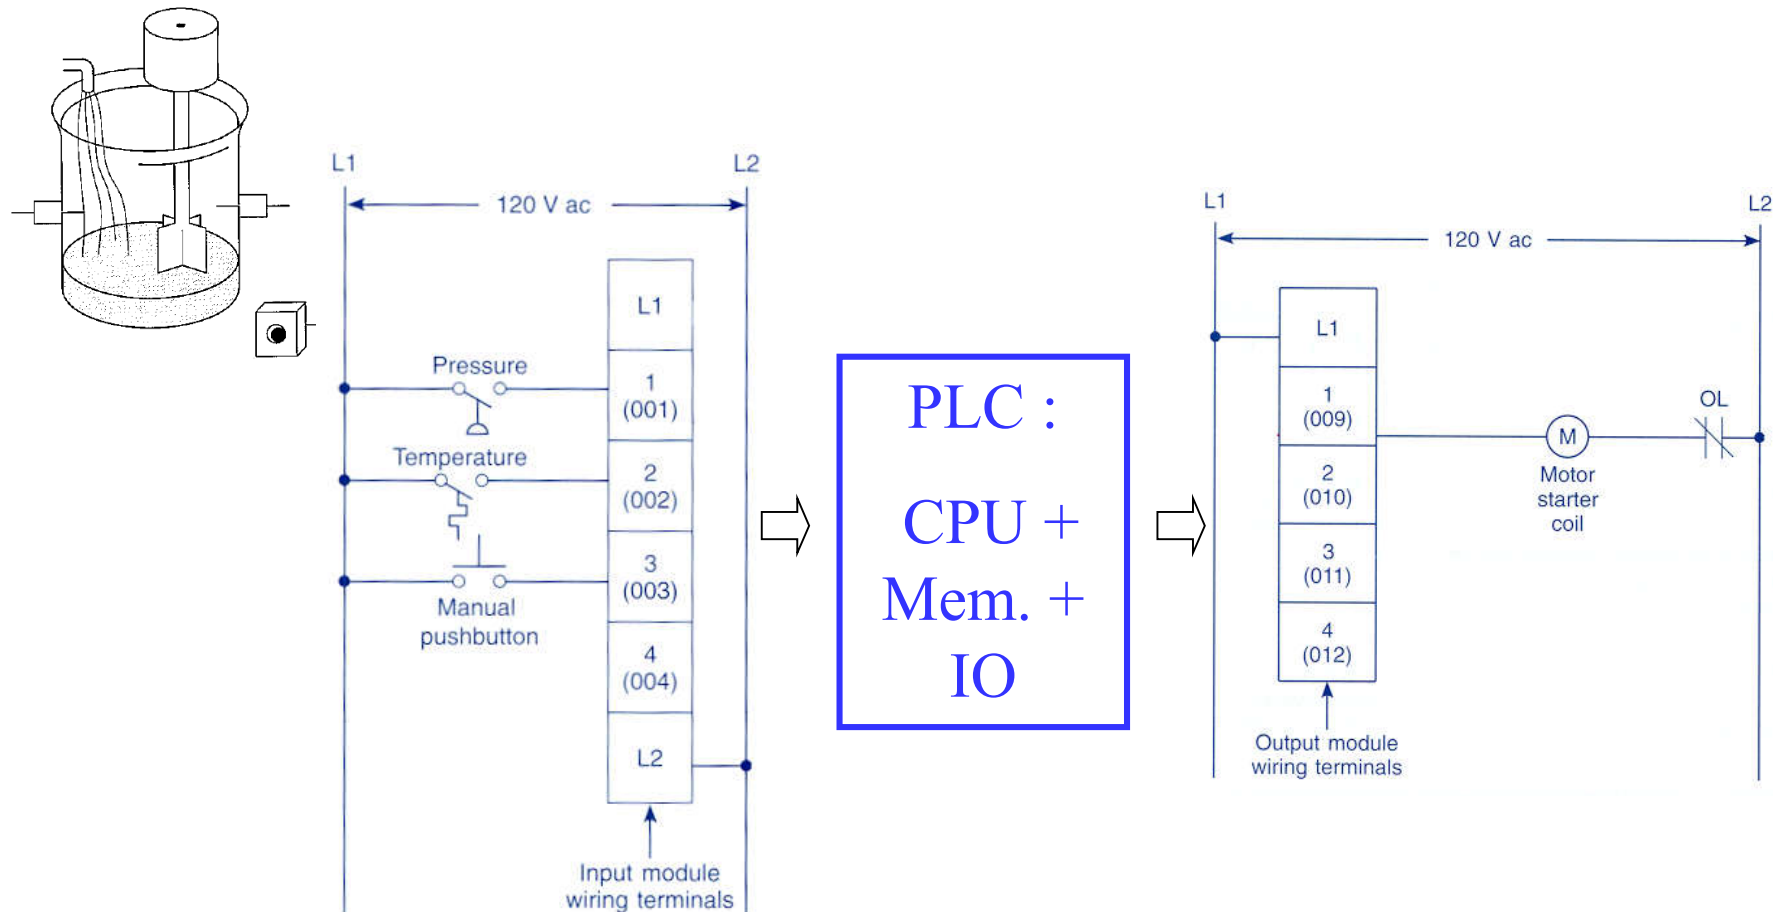 L1
L2
120 V ac
L1
Pressure
1
(001)
Temperature
2
(002)
3
(003)
Manual
pushbutton
4
(004)
L2
Input module
wiring terminals
PLC :
CPU +
Mem. +
IO
L1
L2
120 V ac
L1
1
(009)
OL
M
Motor
starter
coil
2
(010)
3
(011)
4
(012)
Output module
wiring terminals